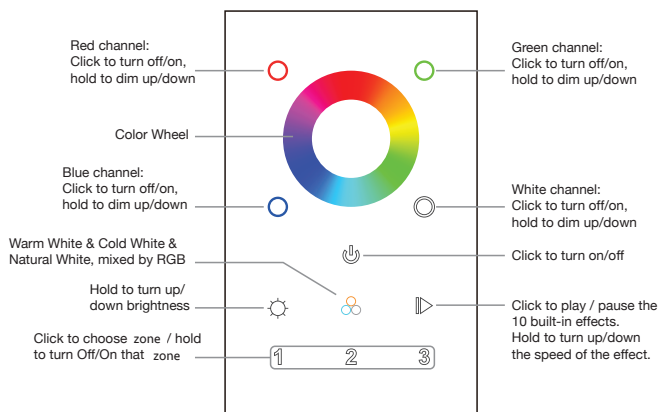 Red channel:
Click to turn off/on,
hold to dim up/down
Green channel:
Click to turn off/on,
hold to dim up/down
Color Wheel
Blue channel:
Click to turn off/on,
hold to dim up/down
White channel:
Click to turn off/on,
hold to dim up/down
Warm White & Cold White &
Natural White, mixed by RGB
Click to turn on/off
Hold to turn up/
down brightness
Click to play / pause the
10 built-in effects.
Hold to turn up/down
the speed of the effect.
Click to choose zone / hold
to turn Off/On that zone
1 2 3